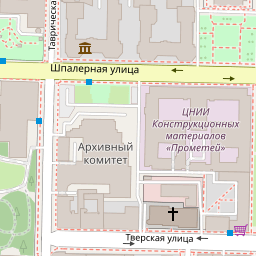 Таврическая
Шпалерная улица
ЦНИИ
Конструкционных
материалов
«Прометей»
Архивный
комитет
Тверская улица